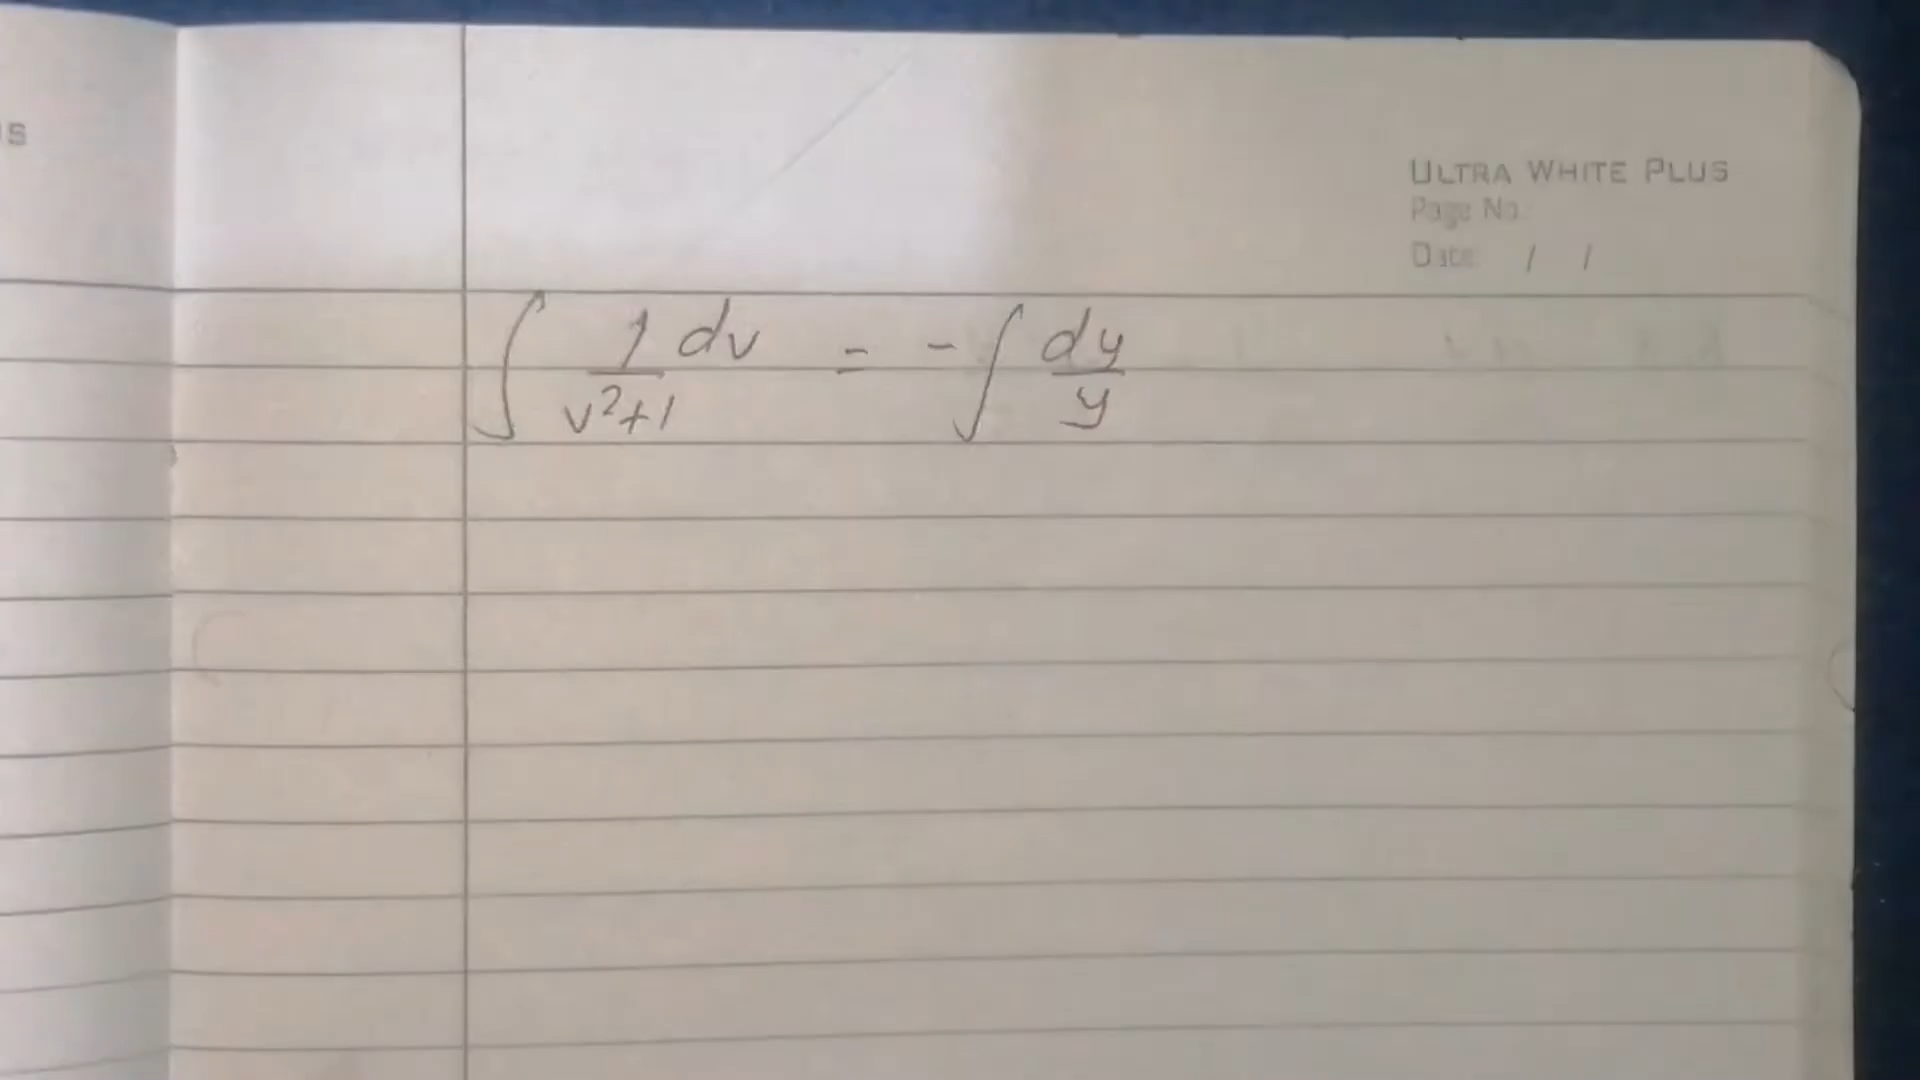 s
ULTRA WHITE PLUS
Page No.
Date / /
∫ 1/(v²+1) dv = -∫ dy/y